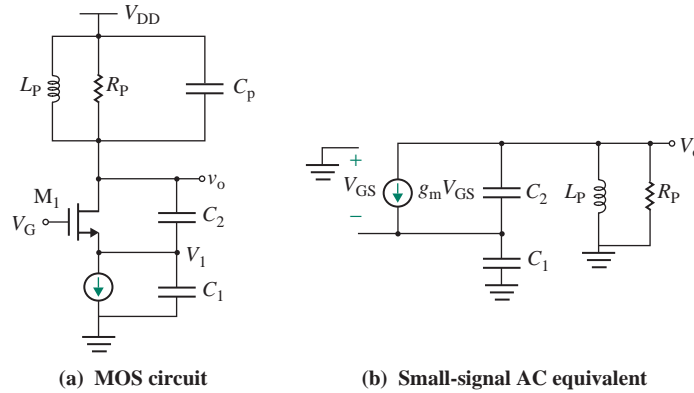 V_DD
L_P
R_P
C_p
M_1
v_o
C_2
V_G
V_1
C_1
(a) MOS circuit
V_o
+
V_GS
g_mV_GS
C_2
L_P
R_P
−
C_1
(b) Small-signal AC equivalent